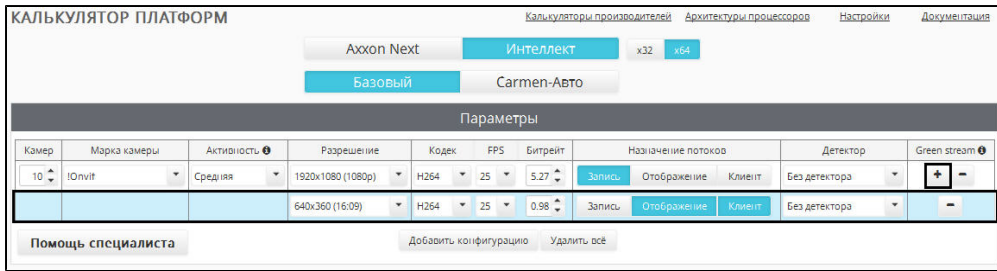 КАЛЬКУЛЯТОР ПЛАТФОРМ Калькуляторы производителей Архитектуры процессоров Настройки Документация
Axxon Next Интеллект x32 x64
Базовый Carmen-Авто
Параметры
Камер Марка камеры Активность Разрешение Кодек FPS Битрейт Назначение потоков Детектор Green stream
10 !Onvif Средняя 1920x1080 (1080p) H264 25 5.27 Запись Отображение Клиент Без детектора + −
640x360 (16:09) H264 25 0.98 Запись Отображение Клиент Без детектора −
Помощь специалиста Добавить конфигурацию Удалить всё